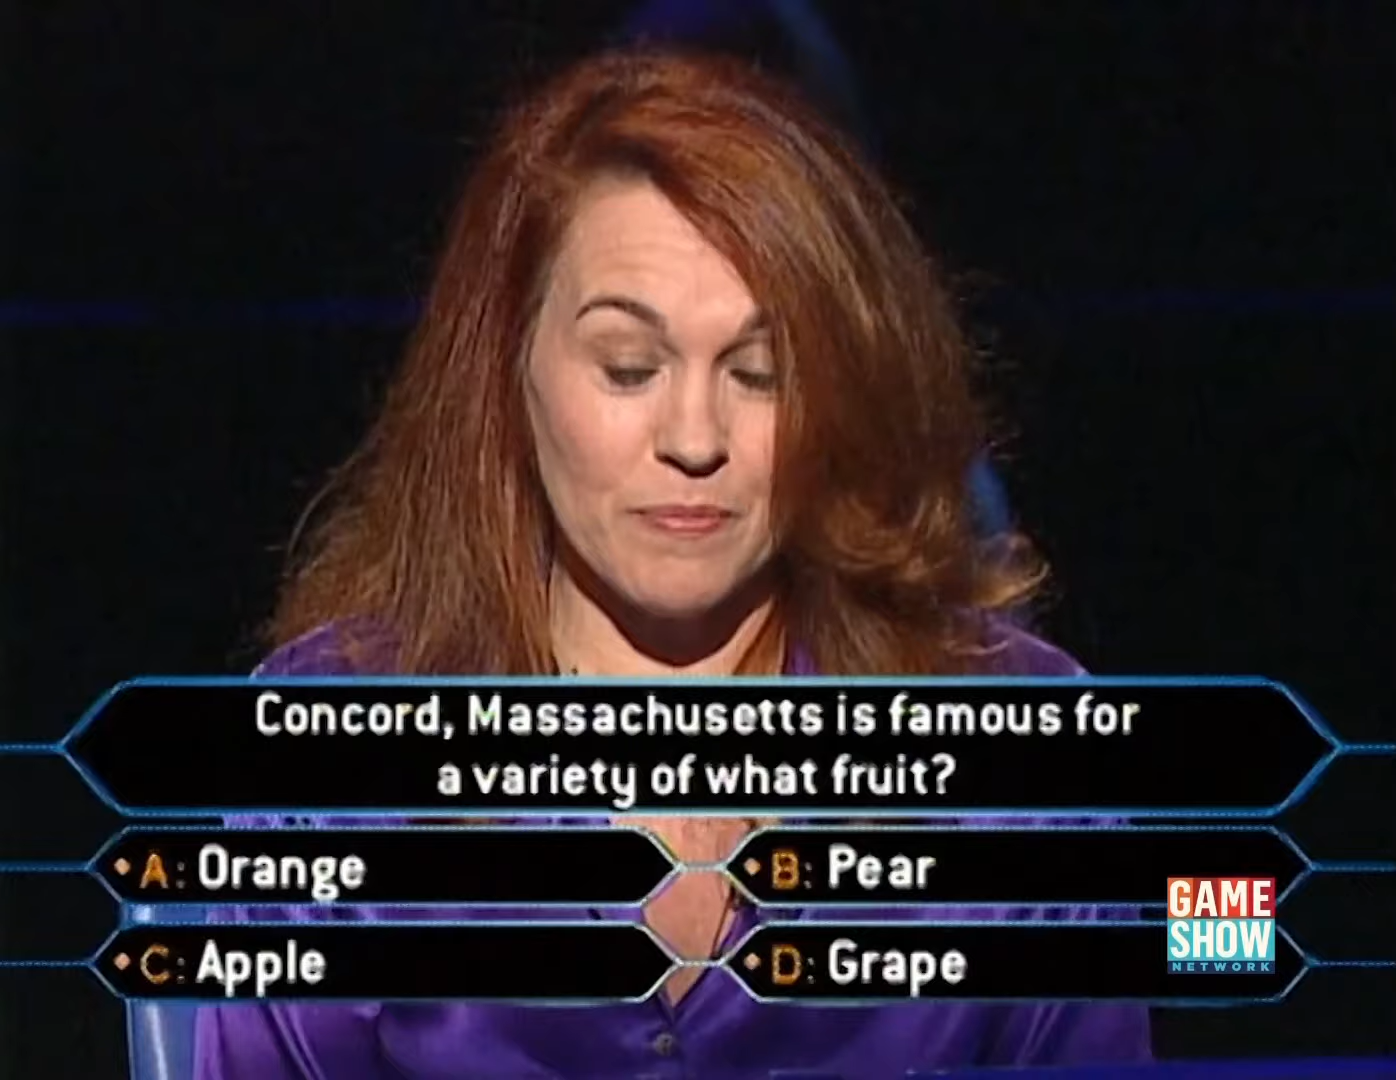 Concord, Massachusetts is famous for
a variety of what fruit?
A: Orange
B: Pear
C: Apple
D: Grape
GAME
SHOW
NETWORK